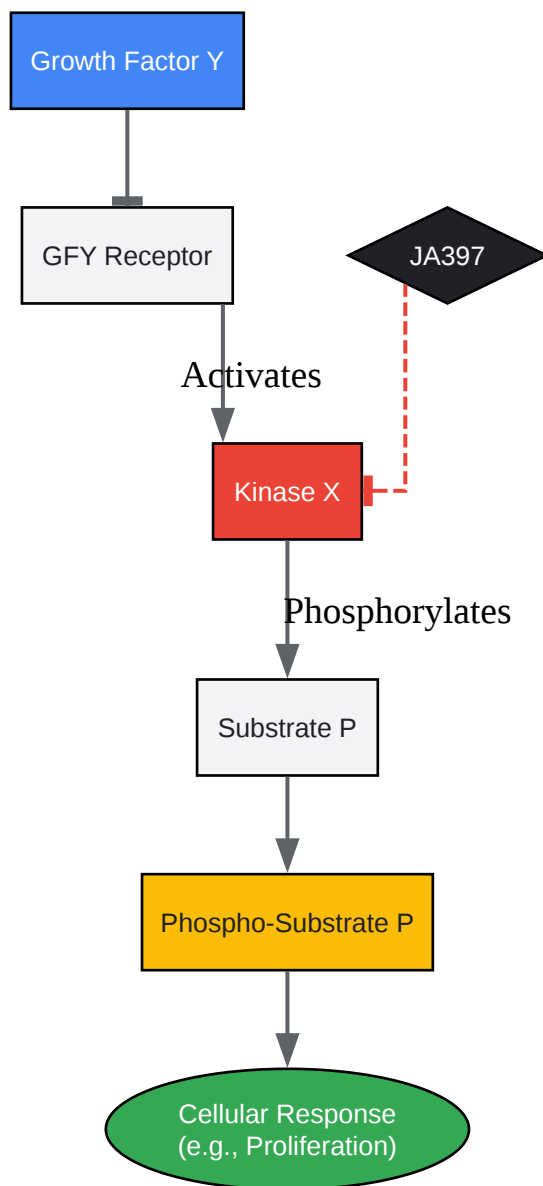 Growth Factor Y
GFY Receptor
JA397
Activates
Kinase X
Phosphorylates
Substrate P
Phospho-Substrate P
Cellular Response
(e.g., Proliferation)